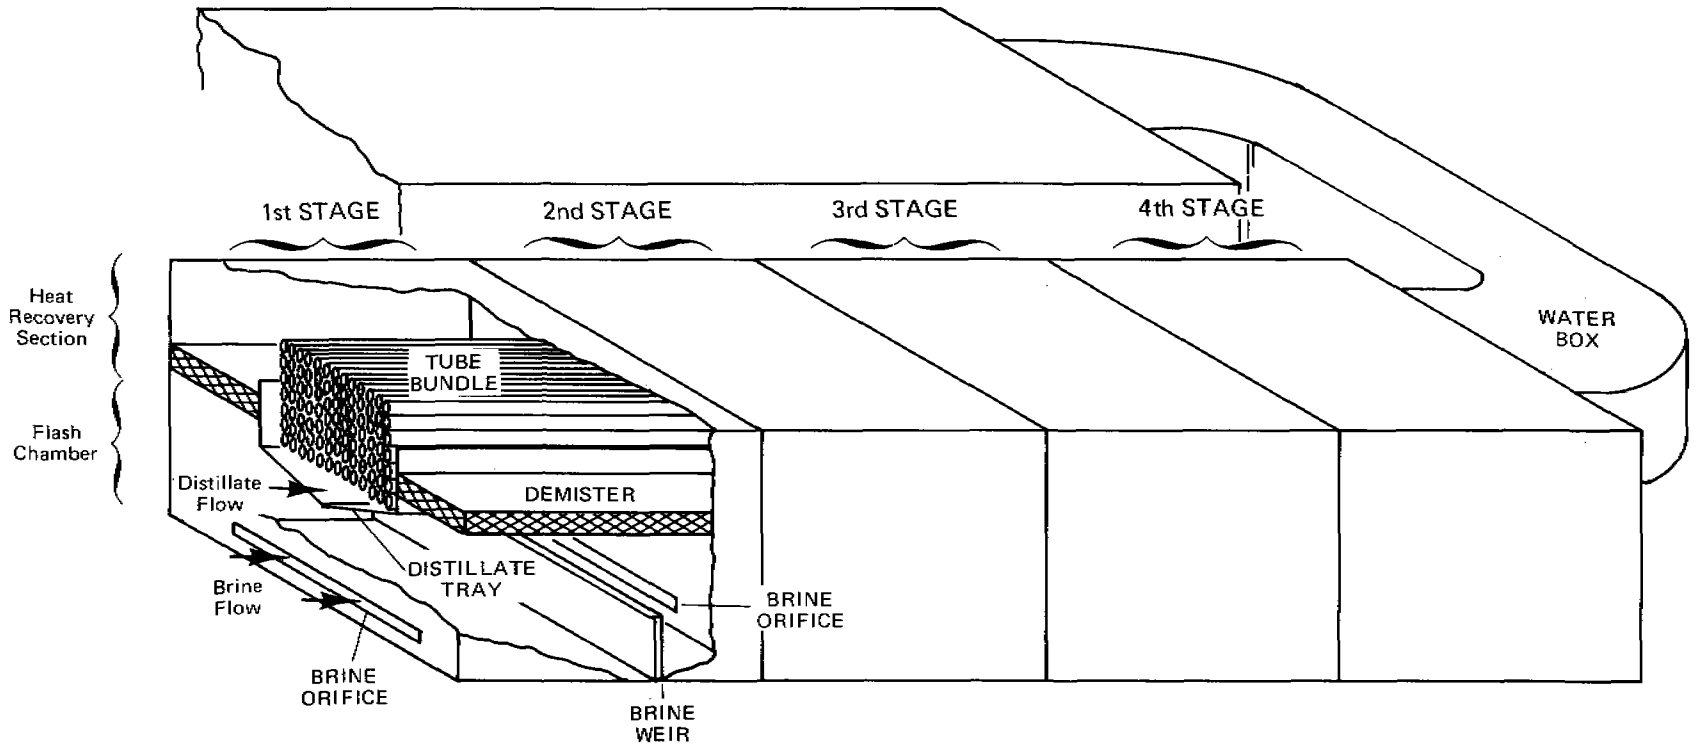 1st STAGE
2nd STAGE
3rd STAGE
4th STAGE
Heat
Recovery
Section
WATER
BOX
TUBE
BUNDLE
Flash
Chamber
Distillate
Flow
DEMISTER
DISTILLATE
TRAY
Brine
Flow
BRINE
ORIFICE
BRINE
ORIFICE
BRINE
WEIR